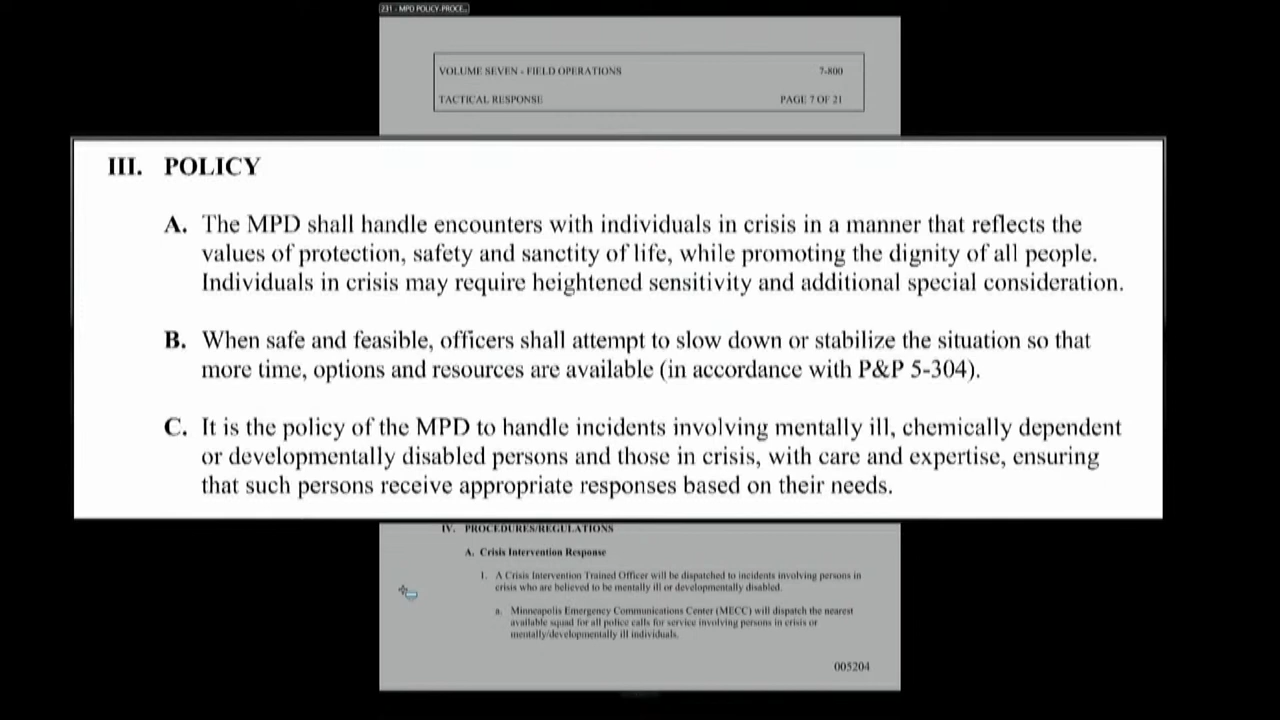 231 - MPD POLICY-PROCE...
VOLUME SEVEN - FIELD OPERATIONS 7-800
TACTICAL RESPONSE PAGE 7 OF 21
III. POLICY
A. The MPD shall handle encounters with individuals in crisis in a manner that reflects the
values of protection, safety and sanctity of life, while promoting the dignity of all people.
Individuals in crisis may require heightened sensitivity and additional special consideration.
B. When safe and feasible, officers shall attempt to slow down or stabilize the situation so that
more time, options and resources are available (in accordance with P&P 5-304).
C. It is the policy of the MPD to handle incidents involving mentally ill, chemically dependent
or developmentally disabled persons and those in crisis, with care and expertise, ensuring
that such persons receive appropriate responses based on their needs.
IV. PROCEDURES/REGULATIONS
A. Crisis Intervention Response
1. A Crisis Intervention Trained Officer will be dispatched to incidents involving persons in
crisis who are believed to be mentally ill or developmentally disabled.
a. Minneapolis Emergency Communications Center (MECC) will dispatch the nearest
available squad for all police calls for service involving persons in crisis or
mentally/developmentally ill individuals.
005204